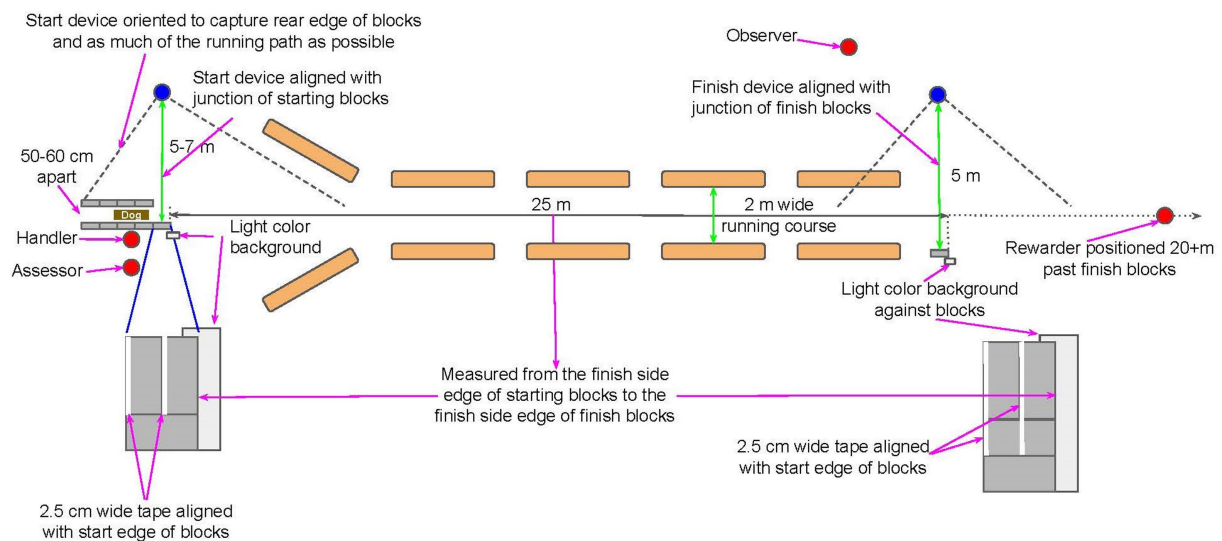 Start device oriented to capture rear edge of blocks
and as much of the running path as possible
Observer
Start device aligned with
junction of starting blocks
Finish device aligned with
junction of finish blocks
5-7 m
50-60 cm
apart
5 m
Dog
25 m
2 m wide
running course
Handler
Light color
background
Assessor
Rewarder positioned 20+m
past finish blocks
Light color background
against blocks
Measured from the finish side
edge of starting blocks to the
finish side edge of finish blocks
2.5 cm wide tape aligned
with start edge of blocks
2.5 cm wide tape aligned
with start edge of blocks